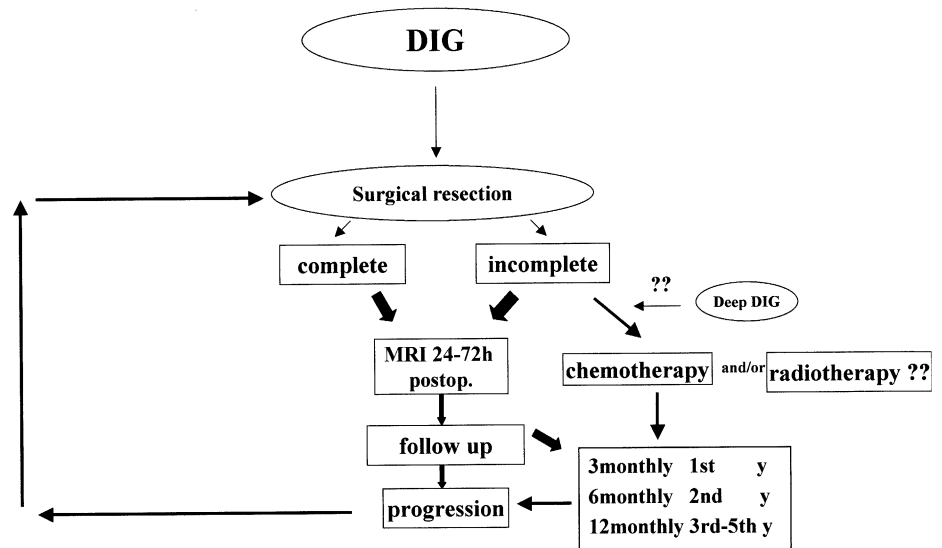 DIG
Surgical resection
complete
incomplete
??
Deep DIG
MRI 24-72h
postop.
chemotherapy
and/or
radiotherapy ??
follow up
3monthly 1st y
6monthly 2nd y
12monthly 3rd-5th y
progression